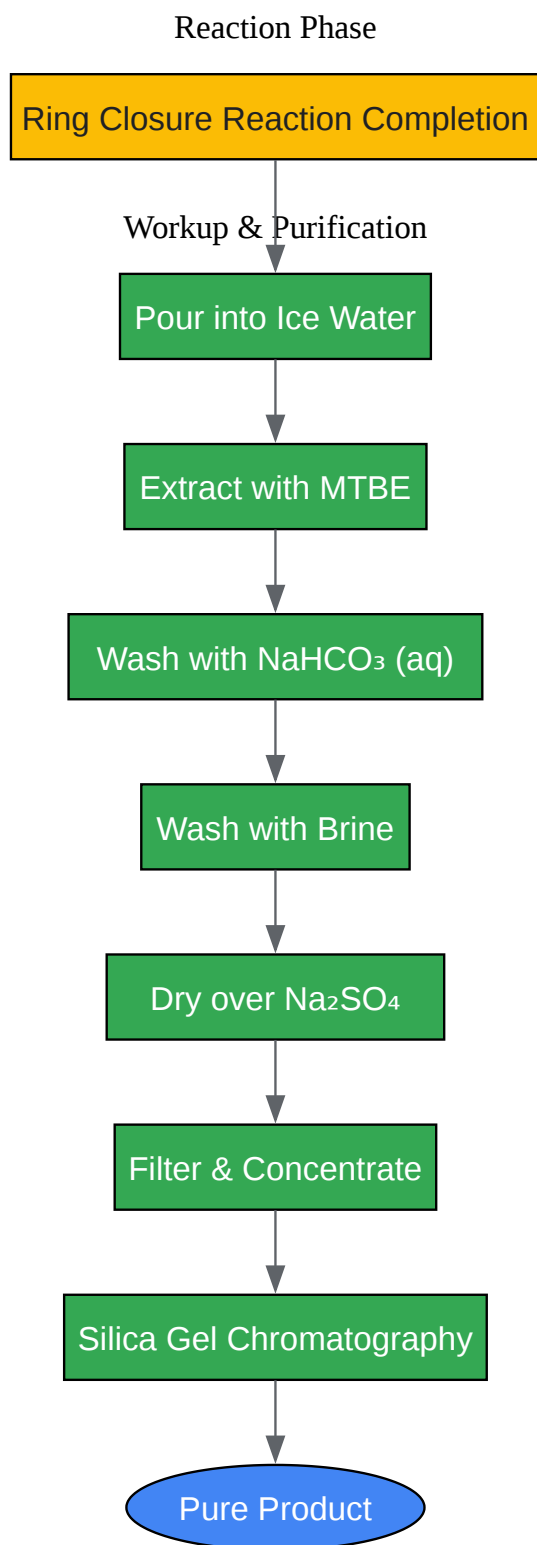 Reaction Phase
Ring Closure Reaction Completion
Workup & Purification
Pour into Ice Water
Extract with MTBE
Wash with NaHCO₃ (aq)
Wash with Brine
Dry over Na₂SO₄
Filter & Concentrate
Silica Gel Chromatography
Pure Product